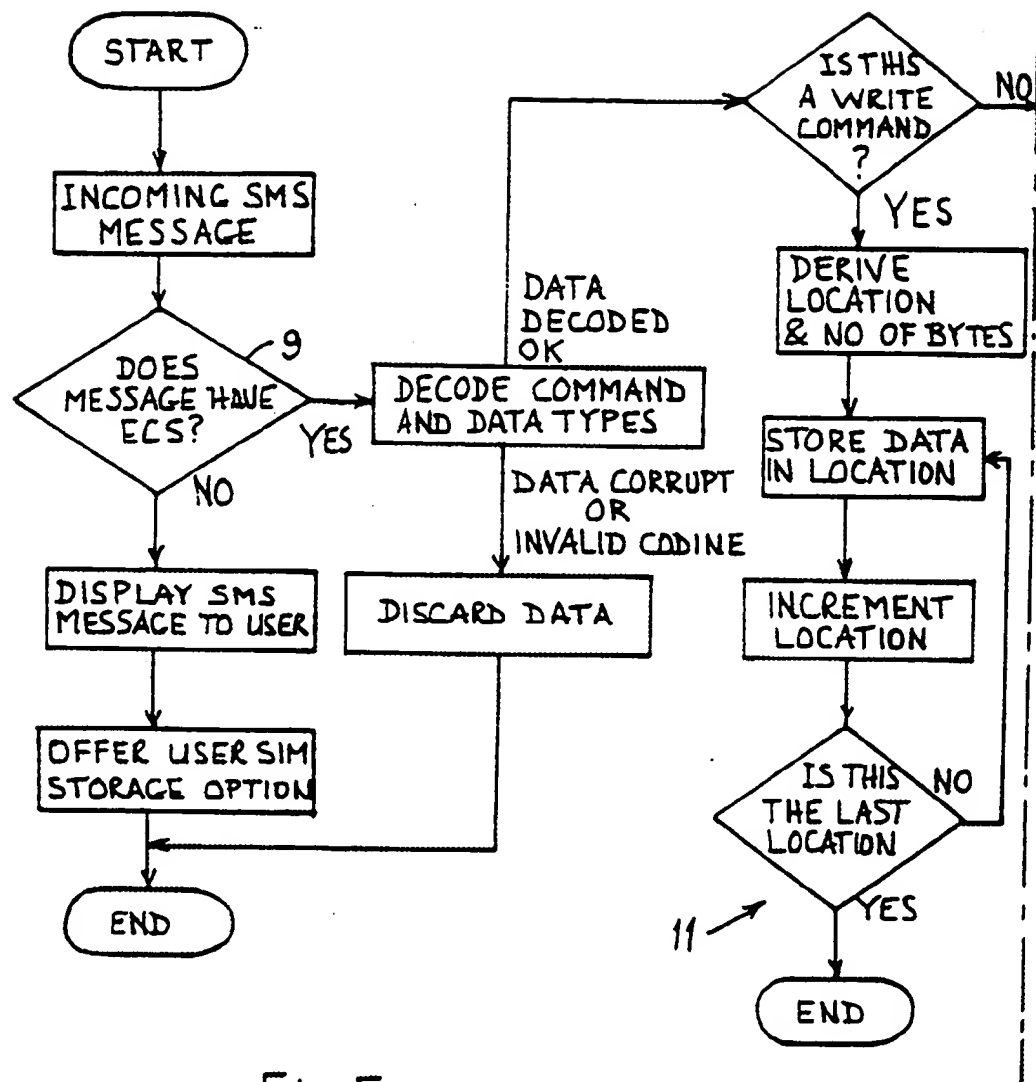 START
INCOMING SMS
MESSAGE
9
DOES
MESSAGE HAVE
ECS?
YES
NO
DISPLAY SMS
MESSAGE TO USER
OFFER USER SIM
STORAGE OPTION
END
DATA
DECODED
OK
DECODE COMMAND
AND DATA TYPES
DATA CORRUPT
OR
INVALID CODINE
DISCARD DATA
IS THIS
A WRITE
COMMAND
?
NO
YES
DERIVE
LOCATION
& NO OF BYTES
STORE DATA
IN LOCATION
INCREMENT
LOCATION
IS THIS
THE LAST
LOCATION
NO
YES
11
END